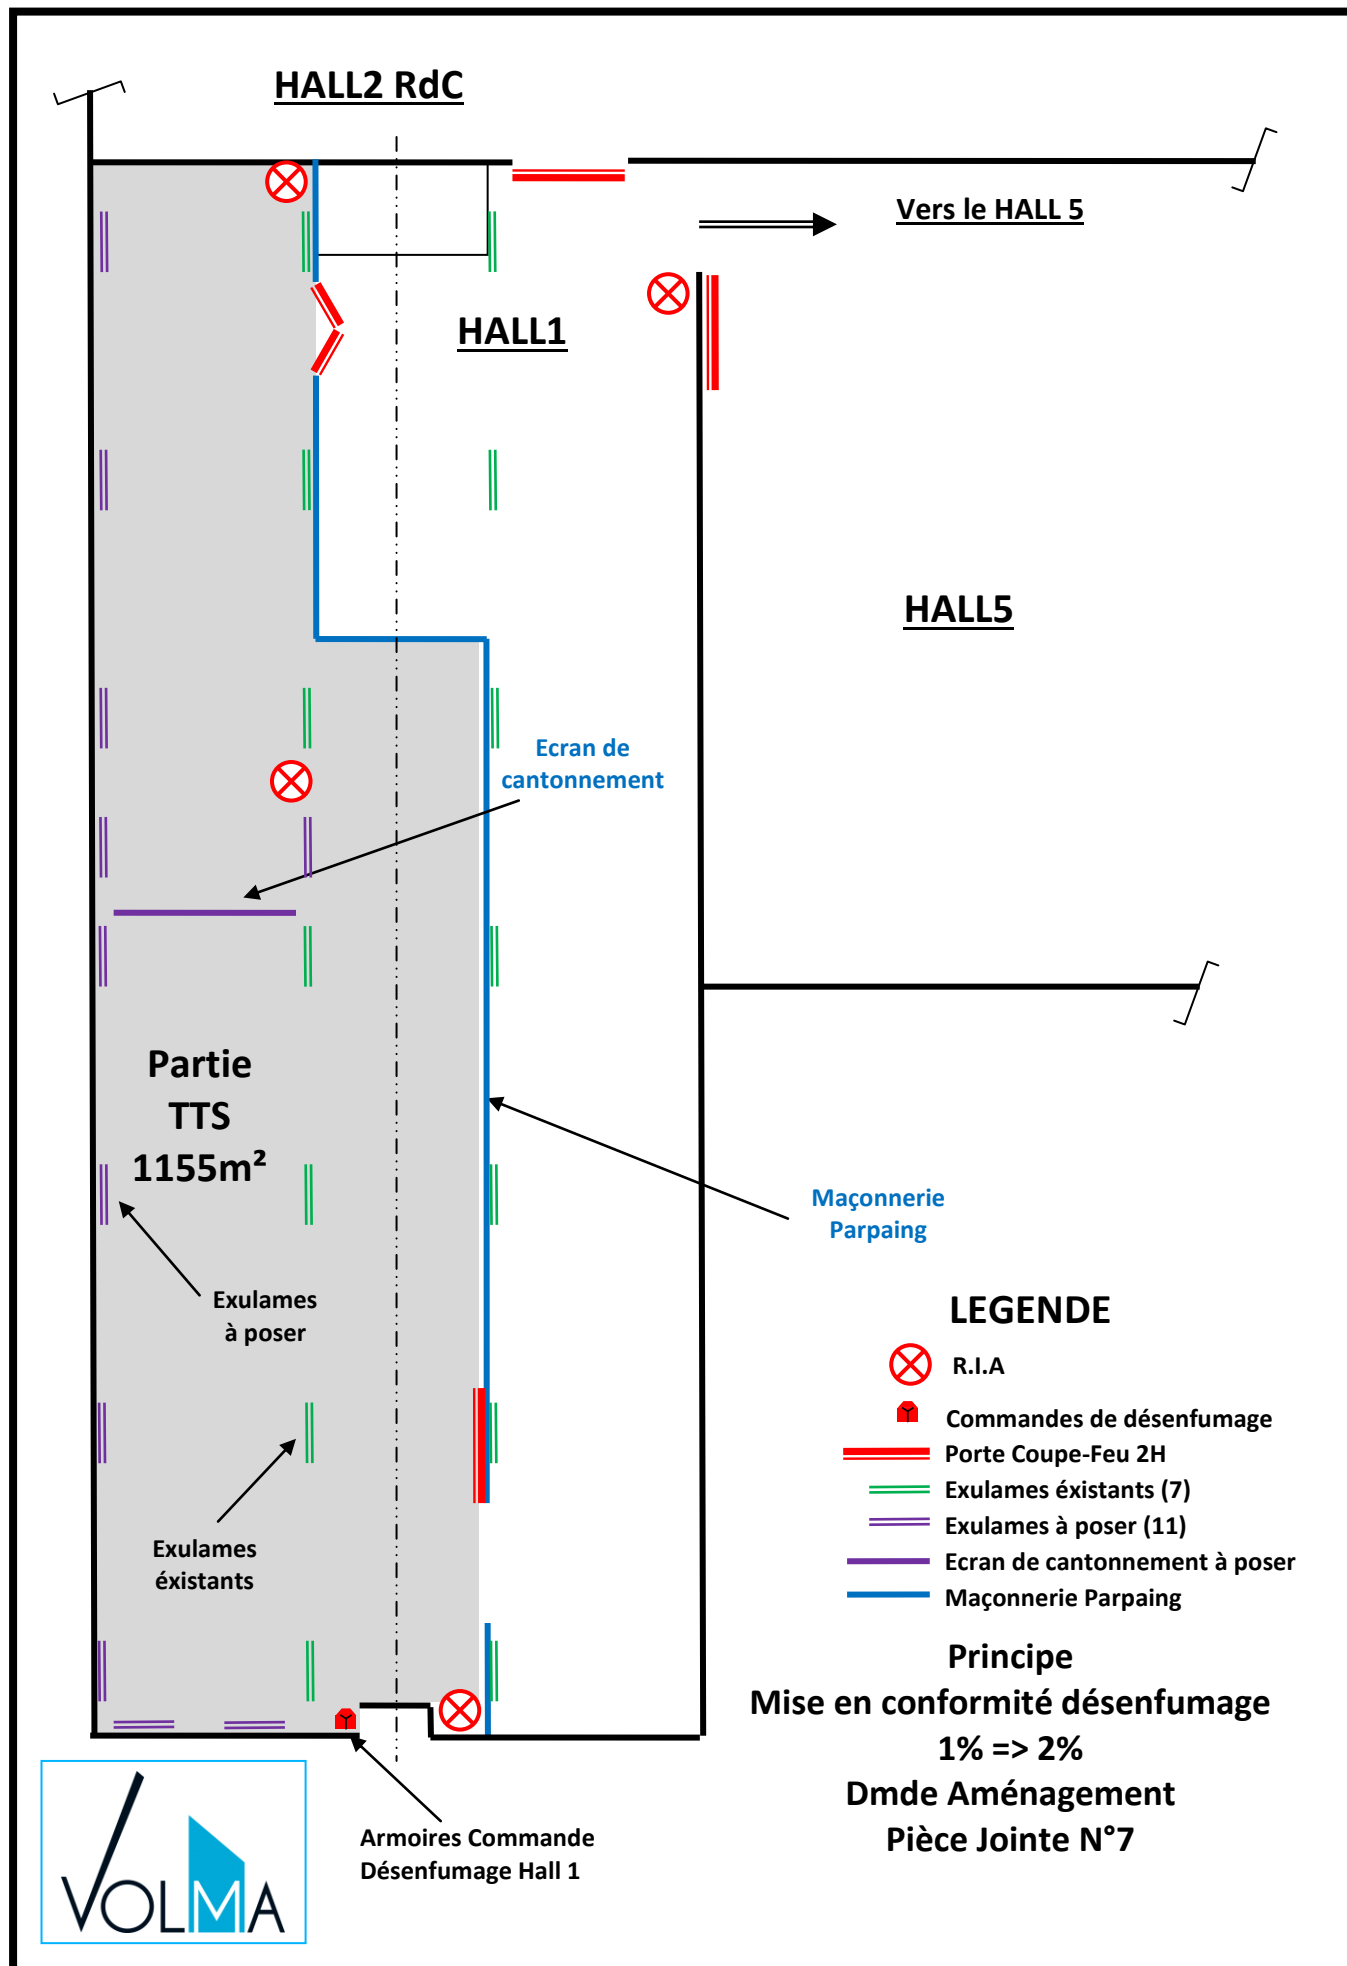 HALL2 RdC
Vers le HALL 5
HALL1
HALL5
Ecran de
cantonnement
Partie
TTS
1155m²
Maçonnerie
Parpaing
Exulames
à poser
Exulames
éxistants
LEGENDE
R.I.A
Commandes de désenfumage
Porte Coupe-Feu 2H
Exulames éxistants (7)
Exulames à poser (11)
Ecran de cantonnement à poser
Maçonnerie Parpaing
Principe
Mise en conformité désenfumage
1% => 2%
Dmde Aménagement
Pièce Jointe N°7
Armoires Commande
Désenfumage Hall 1
VOLMA